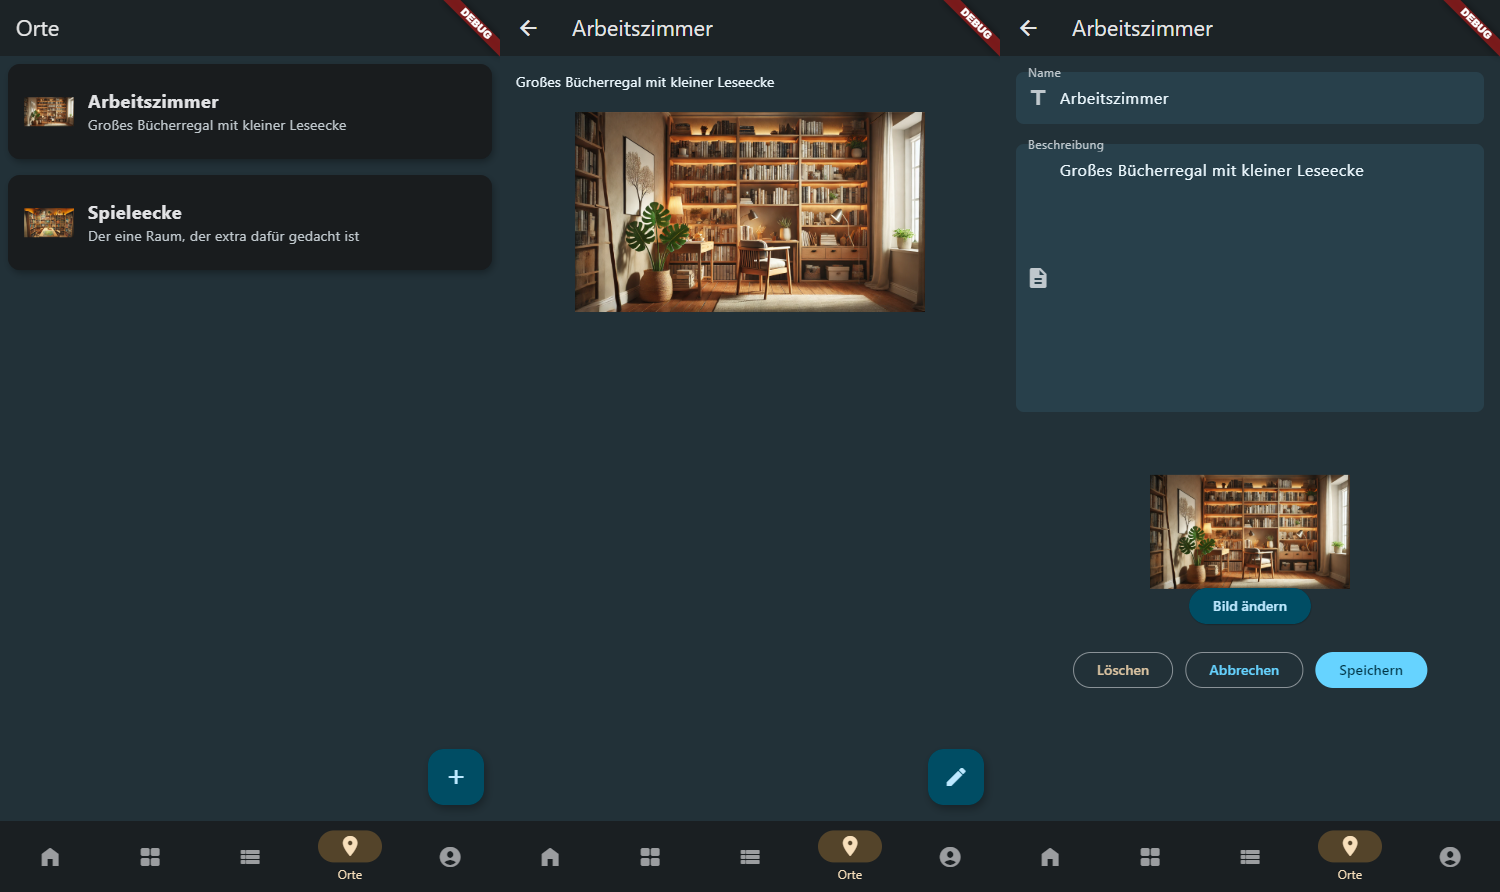 Orte
DEBUG
Arbeitszimmer
Großes Bücherregal mit kleiner Leseecke
Spieleecke
Der eine Raum, der extra dafür gedacht ist
Orte
Arbeitszimmer
DEBUG
Großes Bücherregal mit kleiner Leseecke
Orte
Arbeitszimmer
DEBUG
Name
Arbeitszimmer
Beschreibung
Großes Bücherregal mit kleiner Leseecke
Bild ändern
Löschen
Abbrechen
Speichern
Orte